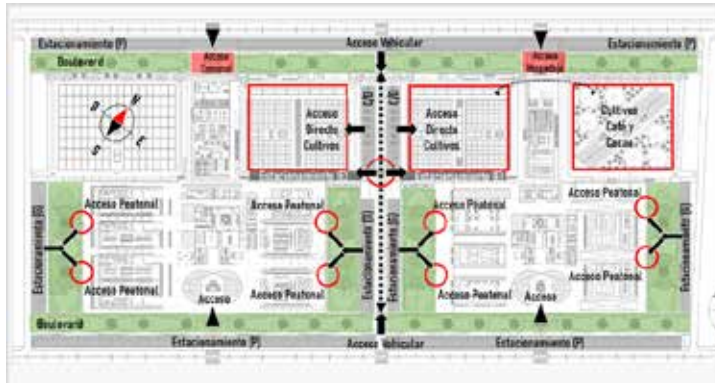 Estacionamiento (P)
Acceso Vehicular
Estacionamiento (P)
Boulevard
Acceso
Acceso
O
N
S
E
Acceso
Directo
Cultivos
Acceso
Directo
Cultivos
Cultivos
Café y
Cacao
Acceso Peatonal
Acceso Peatonal
Acceso Peatonal
Acceso Peatonal
Estacionamiento (G)
Estacionamiento (G)
Estacionamiento (G)
Estacionamiento (G)
Acceso Peatonal
Acceso
Acceso Peatonal
Acceso Peatonal
Acceso
Acceso Peatonal
Boulevard
Estacionamiento (P)
Acceso Vehicular
Estacionamiento (P)